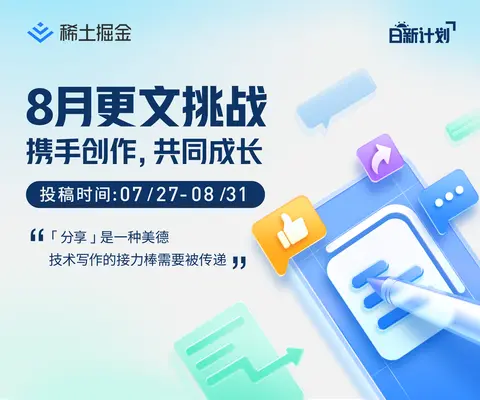 稀土掘金
日新计划
8月更文挑战
携手创作，共同成长
投稿时间:07/27-08/31
“「分享」是一种美德
技术写作的接力棒需要被传递”